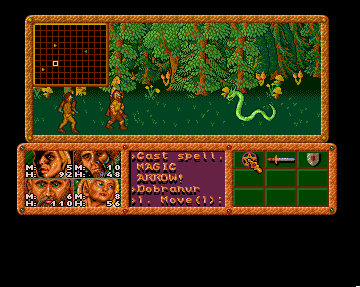 M: 5
H: 92
M: 10
H: 48
M: 6
H: 110
M: 8
H: 56
>Cast spell.
MAGIC
ARROW!
>Dobranur
>1. Move(1):